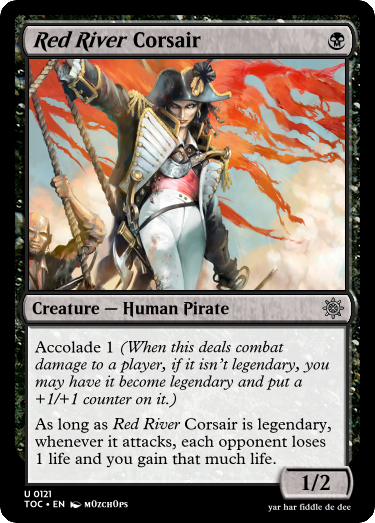 Red River Corsair
Creature — Human Pirate
Accolade 1 (When this deals combat
damage to a player, if it isn't legendary, you
may have it become legendary and put a
+1/+1 counter on it.)
As long as Red River Corsair is legendary,
whenever it attacks, each opponent loses
1 life and you gain that much life.
1/2
U 0121
TOC • EN M0ZCH0PS
yar har fiddle de dee